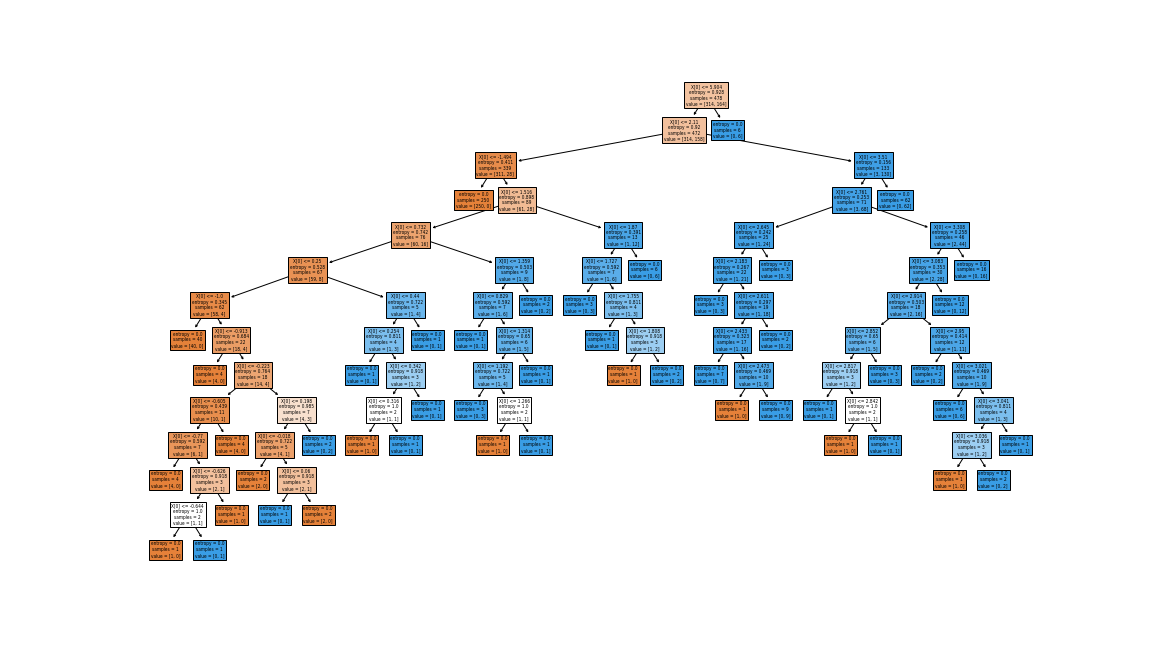 X[0] <= 5.904
entropy = 0.928
samples = 478
value = [314, 164]
X[0] <= 2.11
entropy = 0.92
samples = 472
value = [314, 158]
entropy = 0.0
samples = 6
value = [0, 6]
X[0] <= -1.494
entropy = 0.411
samples = 339
value = [311, 28]
X[0] <= 3.51
entropy = 0.156
samples = 133
value = [3, 130]
entropy = 0.0
samples = 250
value = [250, 0]
X[0] <= 1.516
entropy = 0.898
samples = 89
value = [61, 28]
X[0] <= 2.761
entropy = 0.253
samples = 71
value = [3, 68]
entropy = 0.0
samples = 62
value = [0, 62]
X[0] <= 0.732
entropy = 0.742
samples = 76
value = [60, 16]
X[0] <= 1.87
entropy = 0.391
samples = 13
value = [1, 12]
X[0] <= 2.645
entropy = 0.242
samples = 25
value = [1, 24]
X[0] <= 3.308
entropy = 0.258
samples = 46
value = [2, 44]
X[0] <= 0.25
entropy = 0.528
samples = 67
value = [59, 8]
X[0] <= 1.359
entropy = 0.503
samples = 9
value = [1, 8]
X[0] <= 1.727
entropy = 0.592
samples = 7
value = [1, 6]
entropy = 0.0
samples = 6
value = [0, 6]
X[0] <= 2.183
entropy = 0.267
samples = 22
value = [1, 21]
entropy = 0.0
samples = 3
value = [0, 3]
X[0] <= 3.083
entropy = 0.353
samples = 30
value = [2, 28]
entropy = 0.0
samples = 16
value = [0, 16]
X[0] <= -1.0
entropy = 0.345
samples = 62
value = [58, 4]
X[0] <= 0.44
entropy = 0.722
samples = 5
value = [1, 4]
X[0] <= 0.829
entropy = 0.592
samples = 7
value = [1, 6]
entropy = 0.0
samples = 2
value = [0, 2]
entropy = 0.0
samples = 3
value = [0, 3]
X[0] <= 1.755
entropy = 0.811
samples = 4
value = [1, 3]
entropy = 0.0
samples = 3
value = [0, 3]
X[0] <= 2.611
entropy = 0.297
samples = 19
value = [1, 18]
X[0] <= 2.914
entropy = 0.503
samples = 18
value = [2, 16]
entropy = 0.0
samples = 12
value = [0, 12]
entropy = 0.0
samples = 40
value = [40, 0]
X[0] <= -0.913
entropy = 0.684
samples = 22
value = [18, 4]
X[0] <= 0.254
entropy = 0.811
samples = 4
value = [1, 3]
entropy = 0.0
samples = 1
value = [0, 1]
entropy = 0.0
samples = 1
value = [0, 1]
X[0] <= 1.314
entropy = 0.65
samples = 6
value = [1, 5]
entropy = 0.0
samples = 1
value = [0, 1]
entropy = 0.918
samples = 3
value = [1, 2]
X[0] <= 2.433
entropy = 0.323
samples = 17
value = [1, 16]
entropy = 0.0
samples = 2
value = [0, 2]
X[0] <= 2.852
entropy = 0.65
samples = 6
value = [1, 5]
X[0] <= 2.95
entropy = 0.414
samples = 12
value = [1, 11]
entropy = 0.0
samples = 4
value = [4, 0]
X[0] <= -0.223
entropy = 0.764
samples = 18
value = [14, 4]
entropy = 0.0
samples = 1
value = [0, 1]
X[0] <= 0.342
entropy = 0.918
samples = 3
value = [1, 2]
X[0] <= 1.192
entropy = 0.722
samples = 5
value = [1, 4]
entropy = 0.0
samples = 1
value = [0, 1]
entropy = 0.0
samples = 1
value = [1, 0]
entropy = 0.0
samples = 2
value = [0, 2]
entropy = 0.0
samples = 7
value = [0, 7]
X[0] <= 2.473
entropy = 0.469
samples = 10
value = [1, 9]
X[0] <= 2.817
entropy = 0.918
samples = 3
value = [1, 2]
entropy = 0.0
samples = 3
value = [0, 3]
entropy = 0.0
samples = 2
value = [0, 2]
X[0] <= 3.021
entropy = 0.469
samples = 10
value = [1, 9]
X[0] <= -0.605
entropy = 0.439
samples = 11
value = [10, 1]
X[0] <= 0.198
entropy = 0.985
samples = 7
value = [4, 3]
X[0] <= 0.316
entropy = 1.0
samples = 2
value = [1, 1]
entropy = 0.0
samples = 1
value = [0, 1]
entropy = 0.0
samples = 3
value = [0, 3]
X[0] <= 1.266
entropy = 1.0
samples = 2
value = [1, 1]
entropy = 0.0
samples = 1
value = [1, 0]
entropy = 0.0
samples = 9
value = [0, 9]
entropy = 0.0
samples = 1
value = [0, 1]
X[0] <= 2.842
entropy = 1.0
samples = 2
value = [1, 1]
entropy = 0.0
samples = 6
value = [0, 6]
X[0] <= 3.041
entropy = 0.811
samples = 4
value = [1, 3]
X[0] <= -0.77
entropy = 0.592
samples = 7
value = [6, 1]
entropy = 0.0
samples = 4
value = [4, 0]
X[0] <= -0.018
entropy = 0.722
samples = 5
value = [4, 1]
entropy = 0.0
samples = 2
value = [0, 2]
entropy = 0.0
samples = 1
value = [1, 0]
entropy = 0.0
samples = 1
value = [0, 1]
entropy = 0.0
samples = 1
value = [1, 0]
entropy = 0.0
samples = 1
value = [0, 1]
entropy = 0.0
samples = 1
value = [1, 0]
entropy = 0.0
samples = 1
value = [0, 1]
X[0] <= 3.036
entropy = 0.918
samples = 3
value = [1, 2]
entropy = 0.0
samples = 1
value = [0, 1]
entropy = 0.0
samples = 4
value = [4, 0]
X[0] <= -0.626
entropy = 0.918
samples = 3
value = [2, 1]
entropy = 0.0
samples = 2
value = [2, 0]
X[0] <= 0.06
entropy = 0.918
samples = 3
value = [2, 1]
entropy = 0.0
samples = 1
value = [1, 0]
entropy = 0.0
samples = 2
value = [0, 2]
X[0] <= -0.644
entropy = 1.0
samples = 2
value = [1, 1]
entropy = 0.0
samples = 1
value = [1, 0]
entropy = 0.0
samples = 1
value = [0, 1]
entropy = 0.0
samples = 2
value = [2, 0]
entropy = 0.0
samples = 1
value = [1, 0]
entropy = 0.0
samples = 1
value = [0, 1]